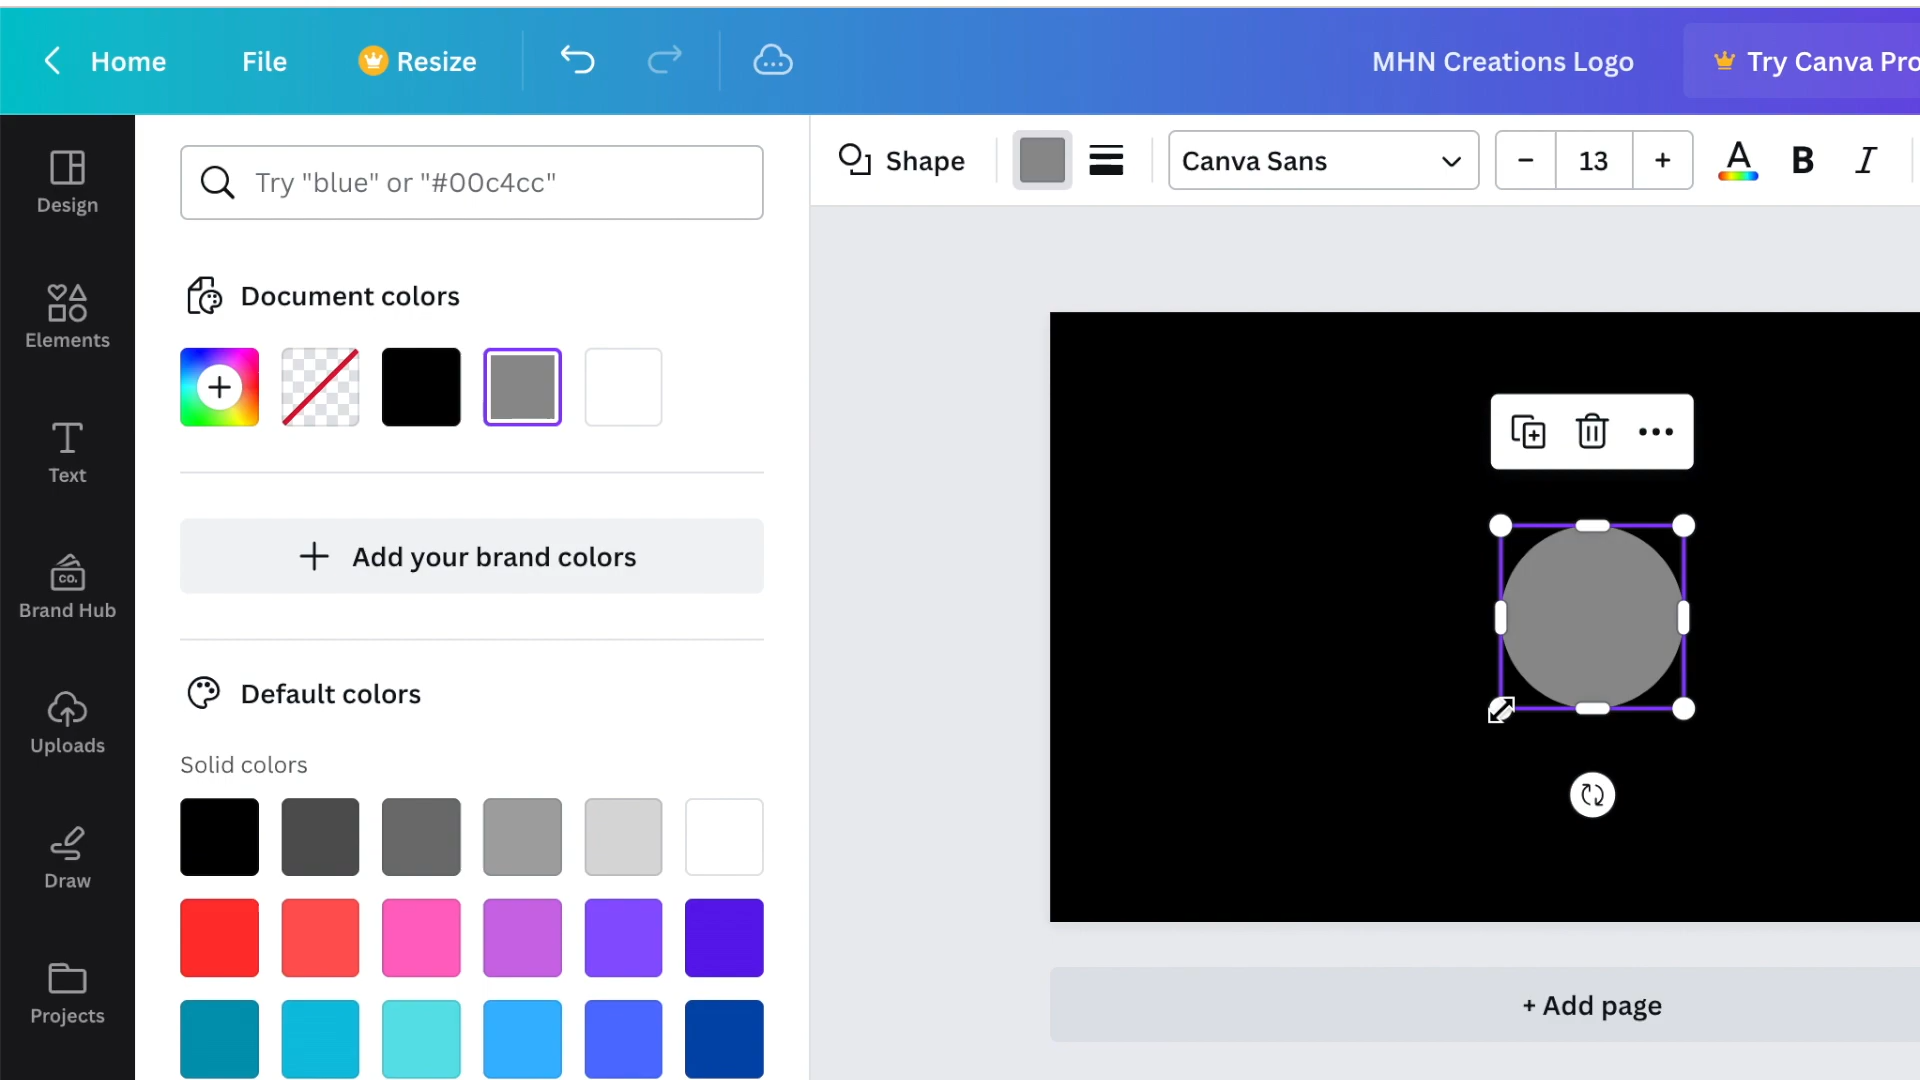 Home File Resize MHN Creations Logo Try Canva Pro
Design
Elements
Text
co.
Brand Hub
Uploads
Draw
Projects
Try "blue" or "#00c4cc"
Document colors
+ Add your brand colors
Default colors
Solid colors
Shape Canva Sans - 13 + A B I
+ Add page